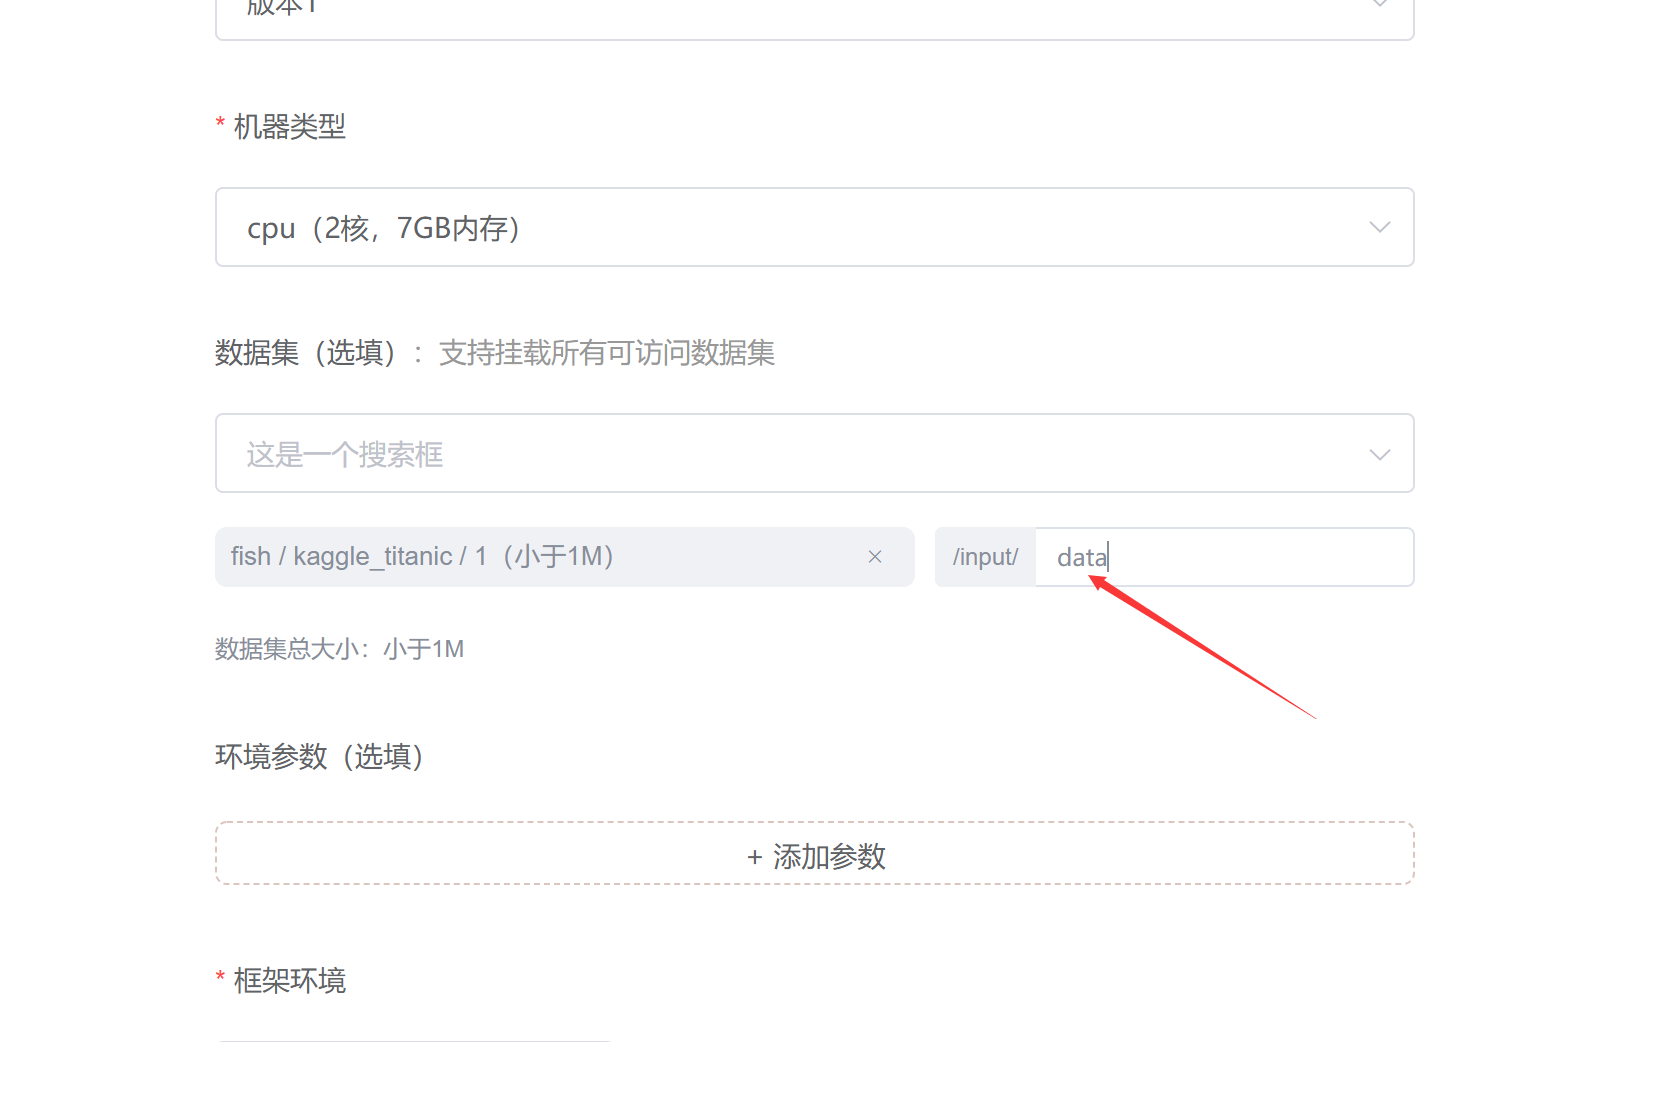 版本1
* 机器类型
cpu（2核，7GB内存）
数据集（选填）：支持挂载所有可访问数据集
这是一个搜索框
fish / kaggle_titanic / 1（小于1M） × /input/ data
数据集总大小：小于1M
环境参数（选填）
+ 添加参数
* 框架环境